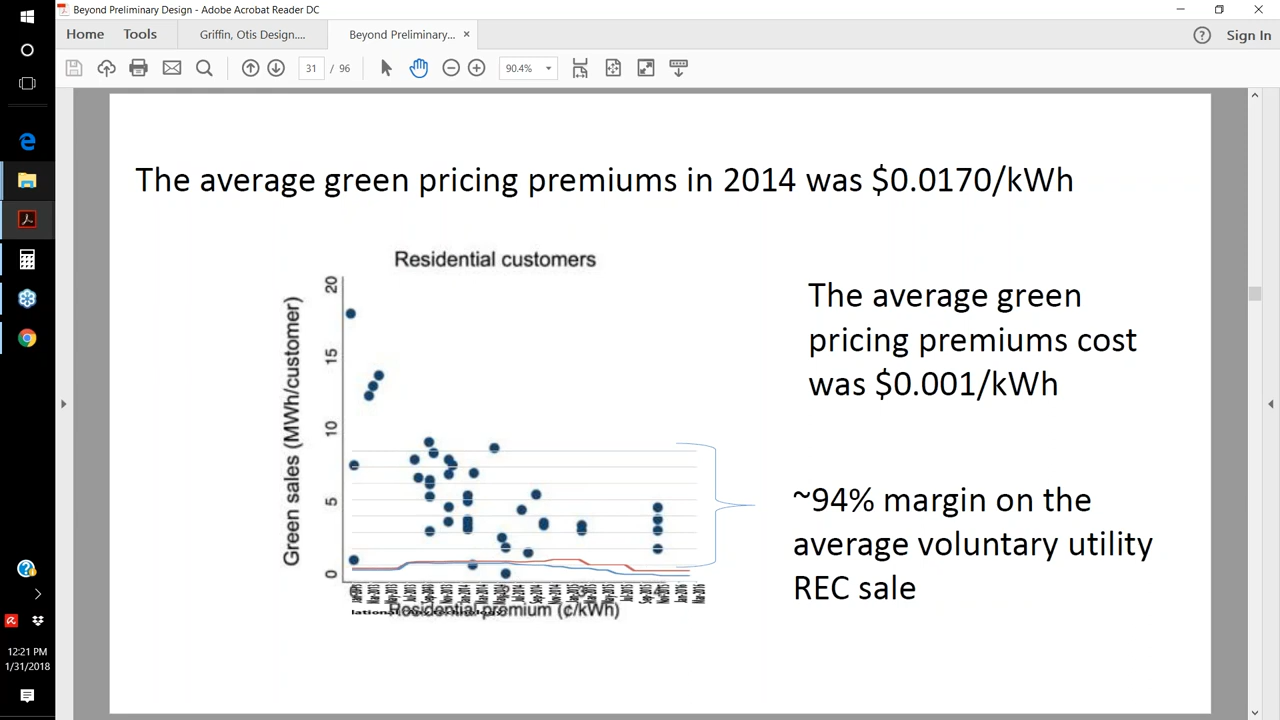 Beyond Preliminary Design - Adobe Acrobat Reader DC
Home Tools Griffin, Otis Design.... Beyond Preliminary... × Sign In
31 / 96 90.4%
The average green pricing premiums in 2014 was $0.0170/kWh
Residential customers
Green sales (MWh/customer)
20
15
10
5
0
Residential premium (¢/kWh)
The average green
pricing premiums cost
was $0.001/kWh
~94% margin on the
average voluntary utility
REC sale
12:21 PM
1/31/2018